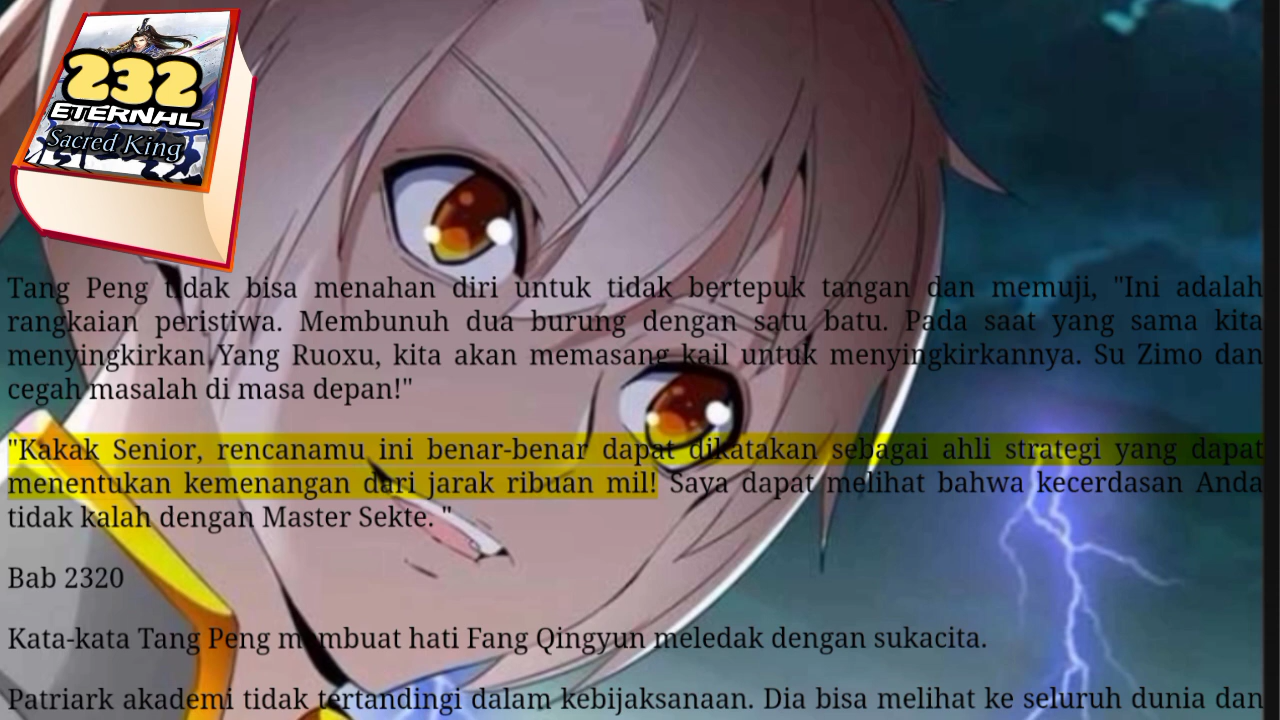 232
ETERNAL
Sacred King
Tang Peng tidak bisa menahan diri untuk tidak bertepuk tangan dan memuji, "Ini adalah
rangkaian peristiwa. Membunuh dua burung dengan satu batu. Pada saat yang sama kita
menyingkirkan Yang Ruoxu, kita akan memasang kail untuk menyingkirkannya. Su Zimo dan
cegah masalah di masa depan!"
"Kakak Senior, rencanamu ini benar-benar dapat dikatakan sebagai ahli strategi yang dapat
menentukan kemenangan dari jarak ribuan mil! Saya dapat melihat bahwa kecerdasan Anda
tidak kalah dengan Master Sekte. "
Bab 2320
Kata-kata Tang Peng membuat hati Fang Qingyun meledak dengan sukacita.
Patriark akademi tidak tertandingi dalam kebijaksanaan. Dia bisa melihat ke seluruh dunia dan